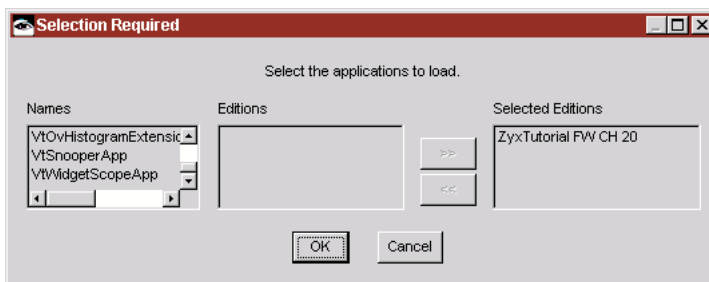 Selection Required
Select the applications to load.
Names
Editions
Selected Editions
VtOvHistogramExtensic
VtSnooperApp
VtWidgetScopeApp
ZyxTutorial FW CH 20
>>
<<
OK
Cancel